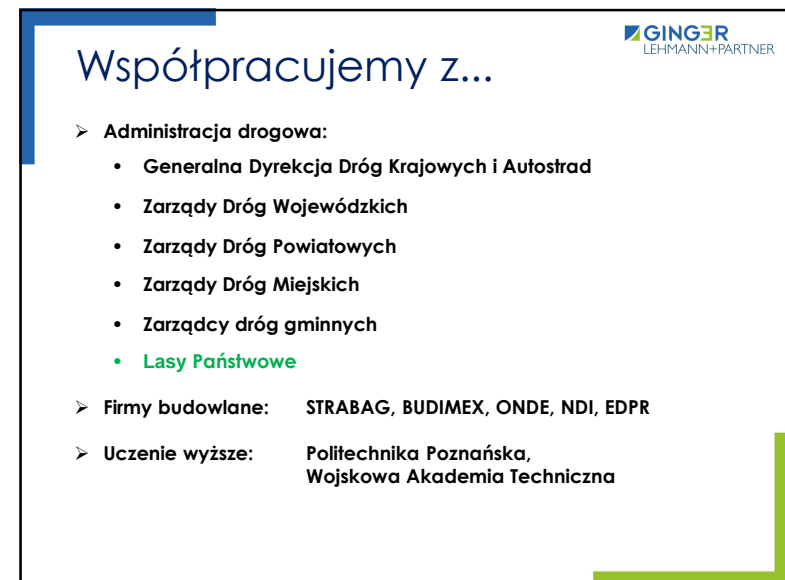 GINGER
LEHMANN+PARTNER
Współpracujemy z...
➢ Administracja drogowa:
• Generalna Dyrekcja Dróg Krajowych i Autostrad
• Zarządy Dróg Wojewódzkich
• Zarządy Dróg Powiatowych
• Zarządy Dróg Miejskich
• Zarządcy dróg gminnych
• Lasy Państwowe
➢ Firmy budowlane: STRABAG, BUDIMEX, ONDE, NDI, EDPR
➢ Uczenie wyższe: Politechnika Poznańska,
Wojskowa Akademia Techniczna